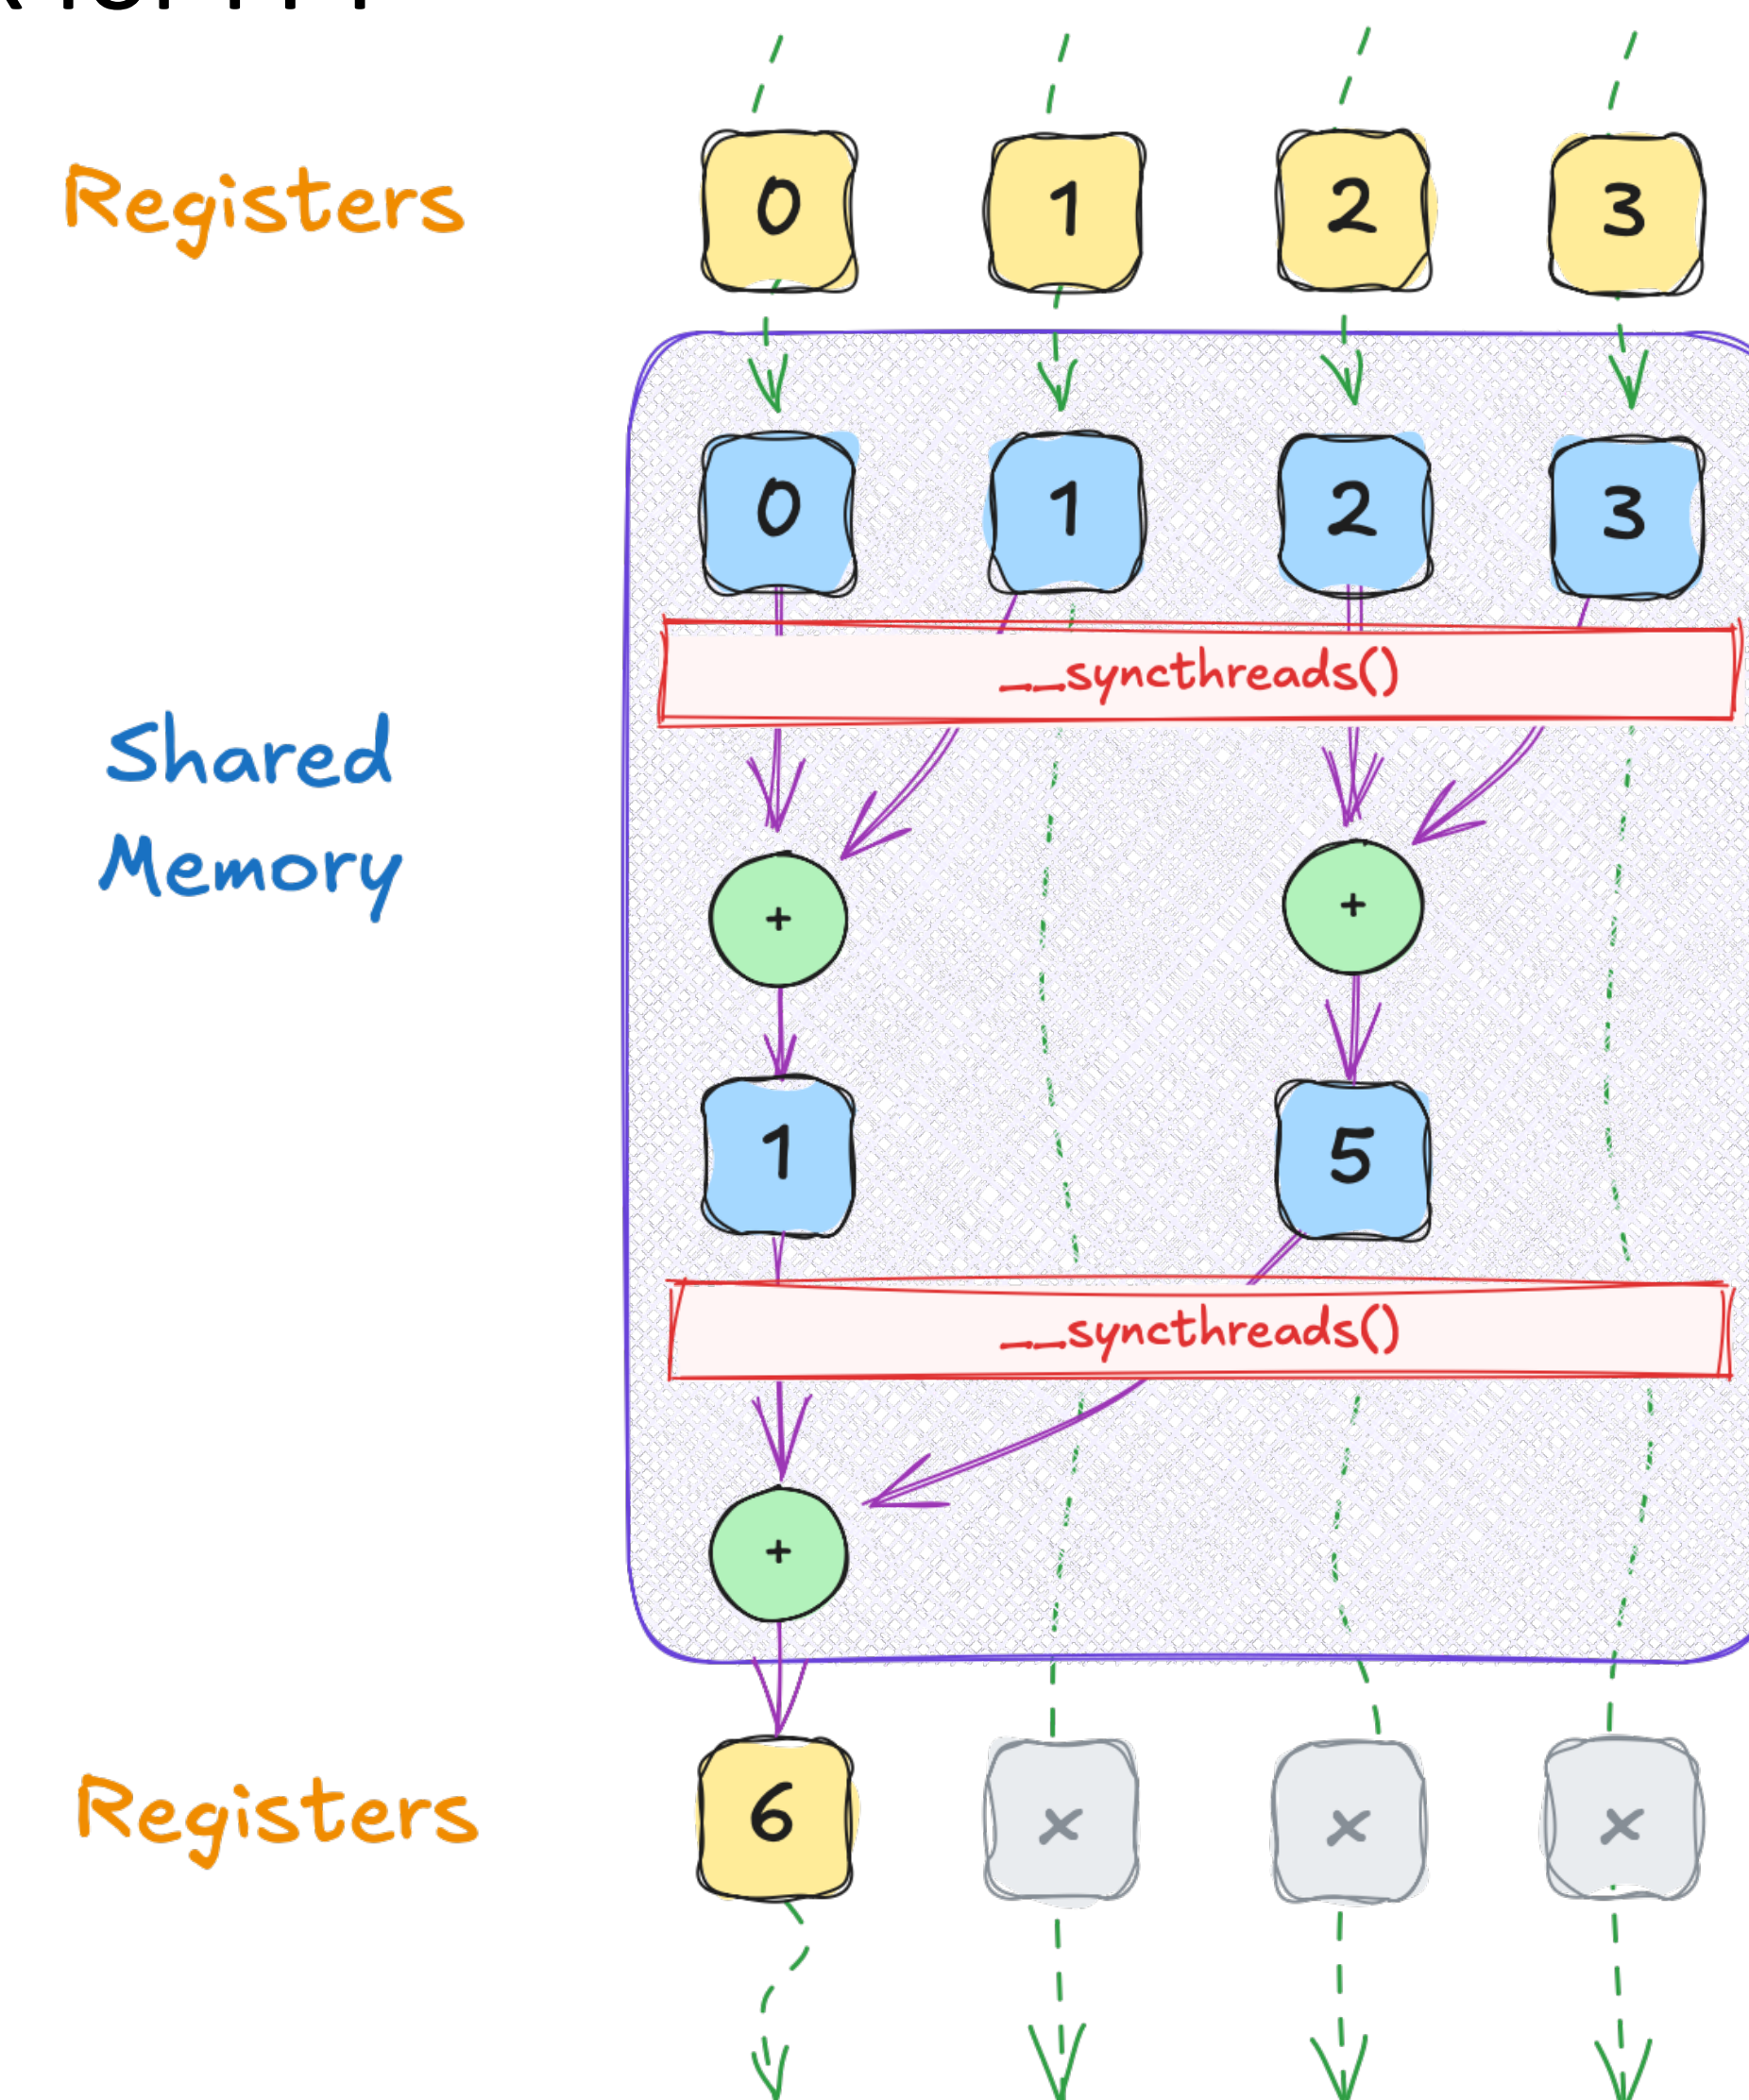 Registers 0 1 2 3
0 1 2 3
__syncthreads()
Shared
Memory
+ +
1 5
__syncthreads()
+
Registers 6 x x x